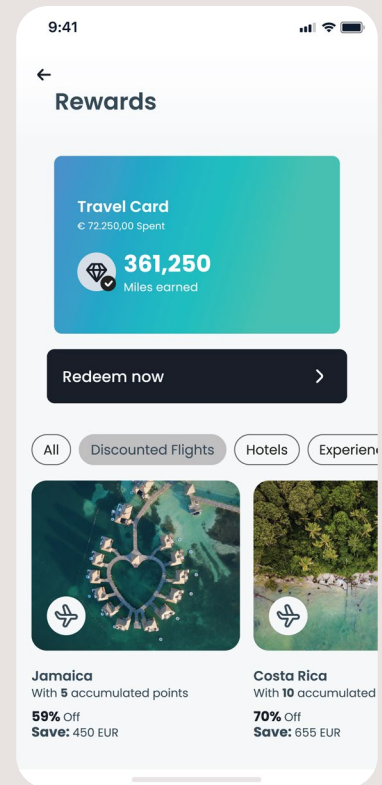 9:41
Rewards
Travel Card
€ 72.250,00 Spent
361,250
Miles earned
Redeem now
All Discounted Flights Hotels Experien
Jamaica
With 5 accumulated points
59% Off
Save: 450 EUR
Costa Rica
With 10 accumulated
70% Off
Save: 655 EUR